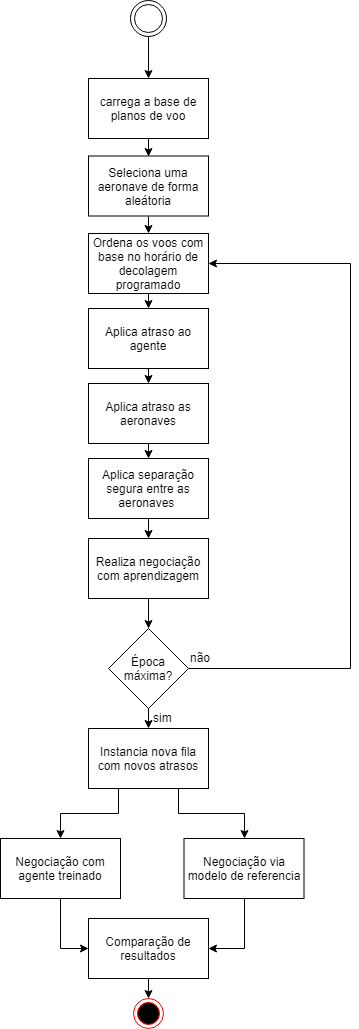 carrega a base de
planos de voo
Seleciona uma
aeronave de forma
aleátoria
Ordena os voos com
base no horário de
decolagem
programado
Aplica atraso ao
agente
Aplica atraso as
aeronaves
Aplica separação
segura entre as
aeronaves
Realiza negociação
com aprendizagem
Época
máxima?
não
sim
Instancia nova fila
com novos atrasos
Negociação com
agente treinado
Negociação via
modelo de referencia
Comparação de
resultados